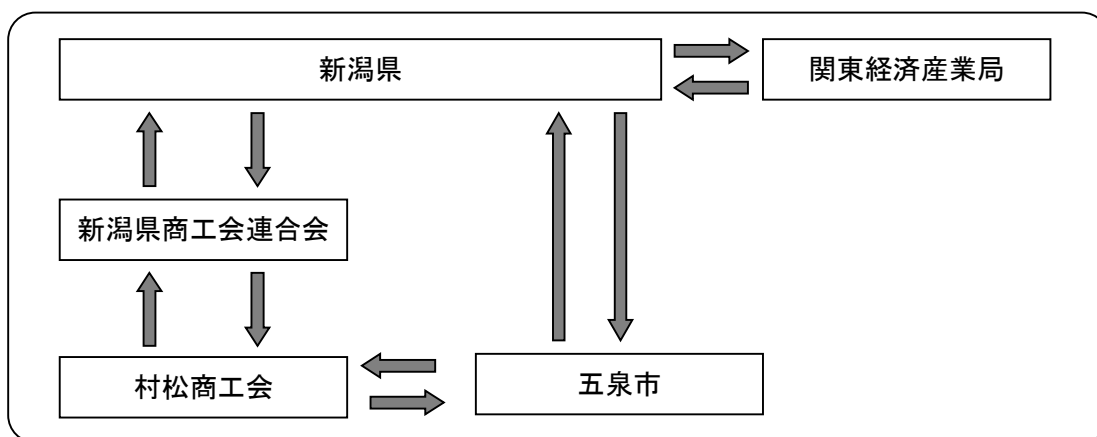 新潟県
関東経済産業局
新潟県商工会連合会
村松商工会
五泉市